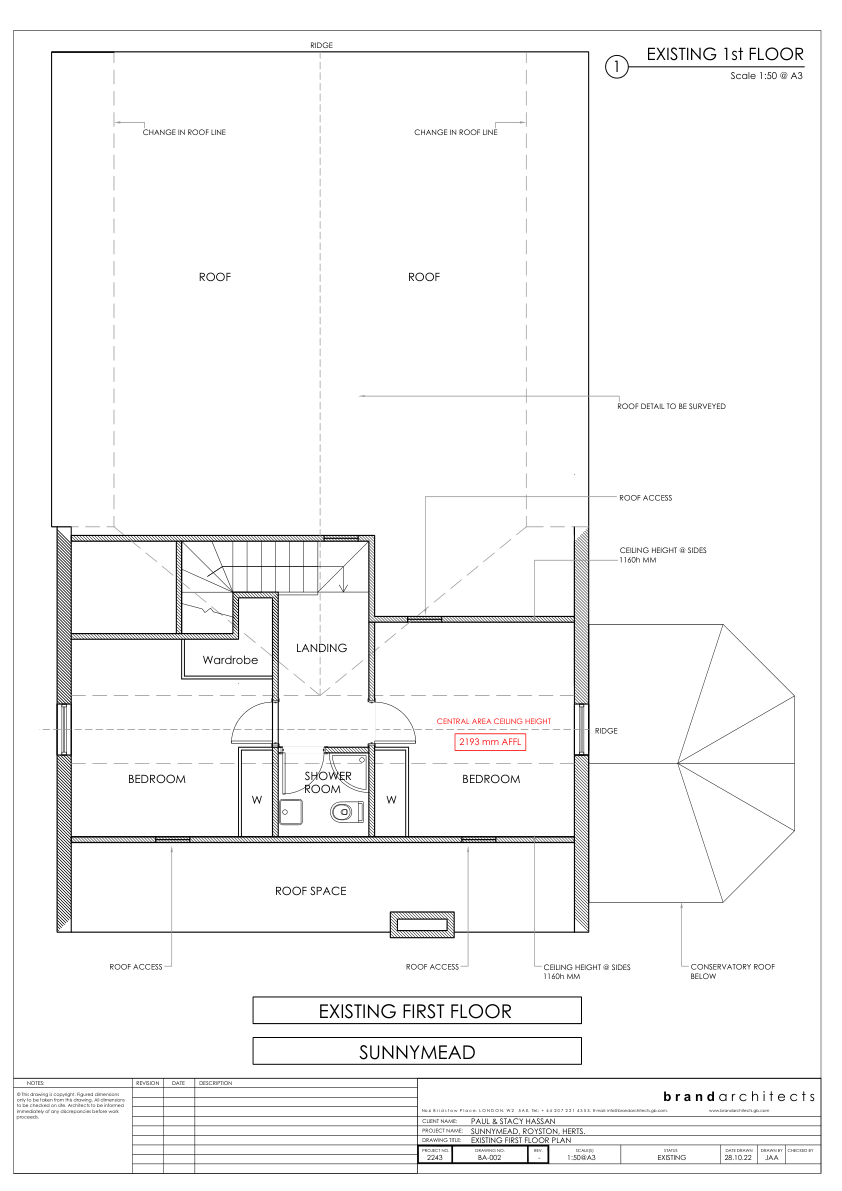 RIDGE
EXISTING 1st FLOOR
1
Scale 1:50 @ A3
CHANGE IN ROOF LINE
CHANGE IN ROOF LINE
ROOF
ROOF
ROOF DETAIL TO BE SURVEYED
ROOF ACCESS
CEILING HEIGHT @ SIDES
1160h MM
LANDING
Wardrobe
CENTRAL AREA CEILING HEIGHT
2193 mm AFFL
RIDGE
BEDROOM
SHOWER
ROOM
BEDROOM
W
W
ROOF SPACE
ROOF ACCESS
ROOF ACCESS
CEILING HEIGHT @ SIDES
1160h MM
CONSERVATORY ROOF
BELOW
EXISTING FIRST FLOOR
SUNNYMEAD
NOTES:
REVISION
DATE
DESCRIPTION
© This drawing is copyright. Figured dimensions
only to be taken from this drawing. All dimensions
to be checked on site. Architects to be informed
immediately of any discrepancies before work
proceeds.
brandarchitects
Place, LONDON, W2
www.brandarchitects-gb.com
CLIENT NAME: PAUL & STACY HASSAN
PROJECT NAME: SUNNYMEAD, ROYSTON, HERTS.
DRAWING TITLE: EXISTING FIRST FLOOR PLAN
PROJECT NO. DRAWING NO. REV. SCALE(S) STATUS DATE DRAWN DRAWN BY CHECKED BY
2243 BA-002 - 1:50@A3 EXISTING 28.10.22 JAA